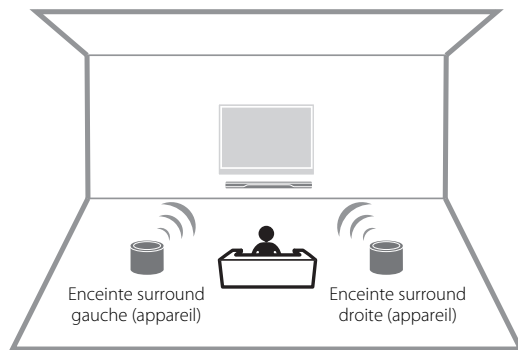 Enceinte surround
gauche (appareil)
Enceinte surround
droite (appareil)